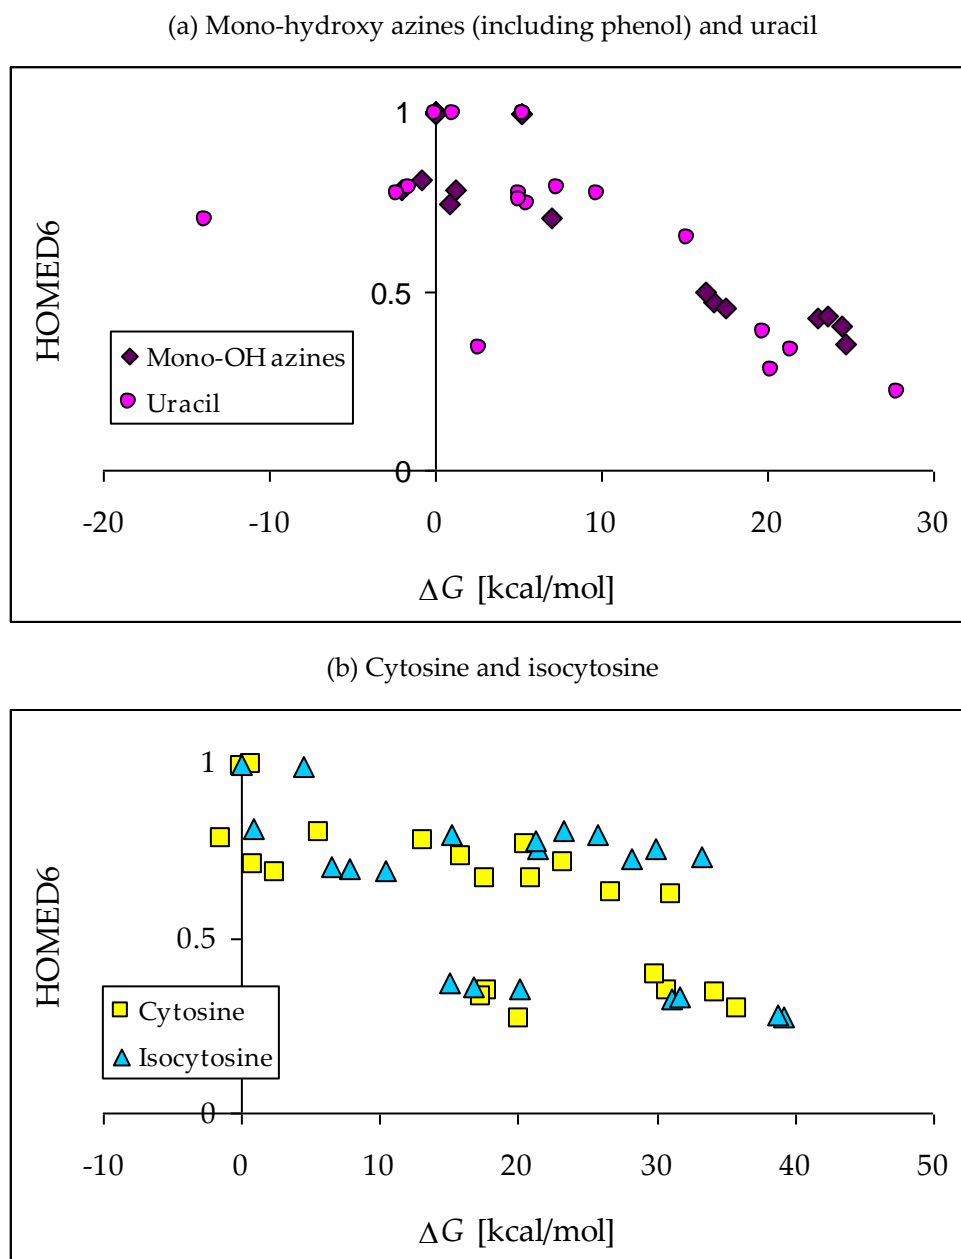 (a) Mono-hydroxy azines (including phenol) and uracil
1
0.5
0
HOMED6
Mono-OH azines
Uracil
-20 -10 0 10 20 30
ΔG [kcal/mol]
(b) Cytosine and isocytosine
1
0.5
0
HOMED6
Cytosine
Isocytosine
-10 0 10 20 30 40 50
ΔG [kcal/mol]